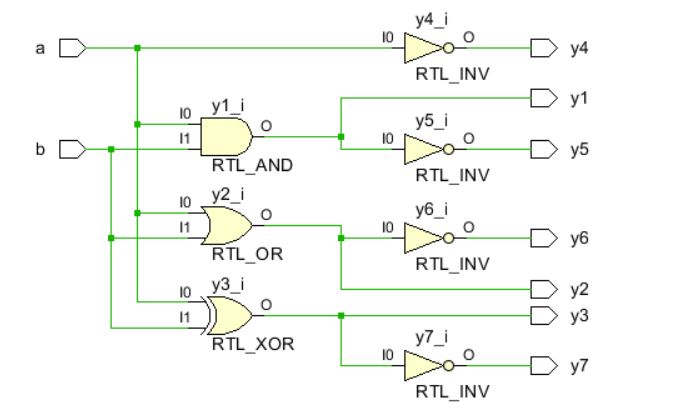 y4_i
a
I0
O
y4
RTL_INV
y1
y1_i
I0
I1
O
RTL_AND
b
y5_i
I0
O
y5
RTL_INV
y2_i
I0
I1
O
RTL_OR
y6_i
I0
O
y6
RTL_INV
y2
y3_i
I0
I1
O
RTL_XOR
y3
y7_i
I0
O
y7
RTL_INV